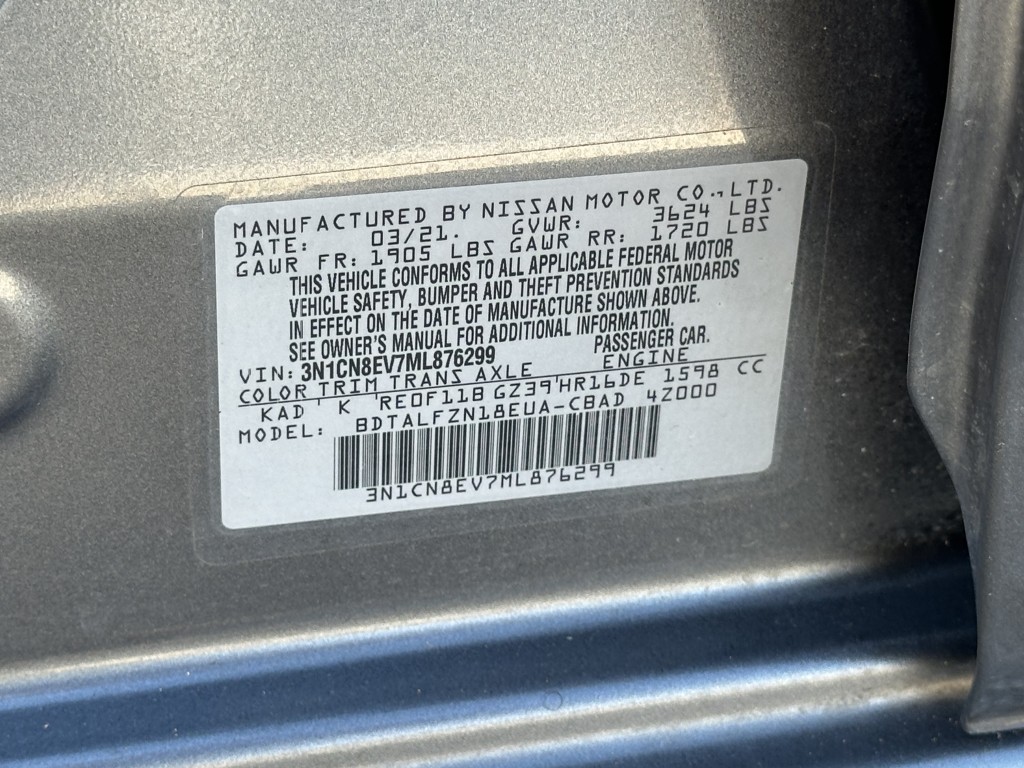 MANUFACTURED BY NISSAN MOTOR CO., LTD.
DATE: 03/21. GVWR: 3624 LBS
GAWR FR: 1905 LBS GAWR RR: 1720 LBS
THIS VEHICLE CONFORMS TO ALL APPLICABLE FEDERAL MOTOR
VEHICLE SAFETY, BUMPER AND THEFT PREVENTION STANDARDS
IN EFFECT ON THE DATE OF MANUFACTURE SHOWN ABOVE.
SEE OWNER'S MANUAL FOR ADDITIONAL INFORMATION.
VIN: 3N1CN8EV7ML876299 PASSENGER CAR.
COLOR TRIM TRANS AXLE ENGINE
KAD K RE0F11B GZ39 HR16DE 1598 CC
MODEL: BDTALFZN18EUA-CBAD 4Z000
3N1CN8EV7ML876299